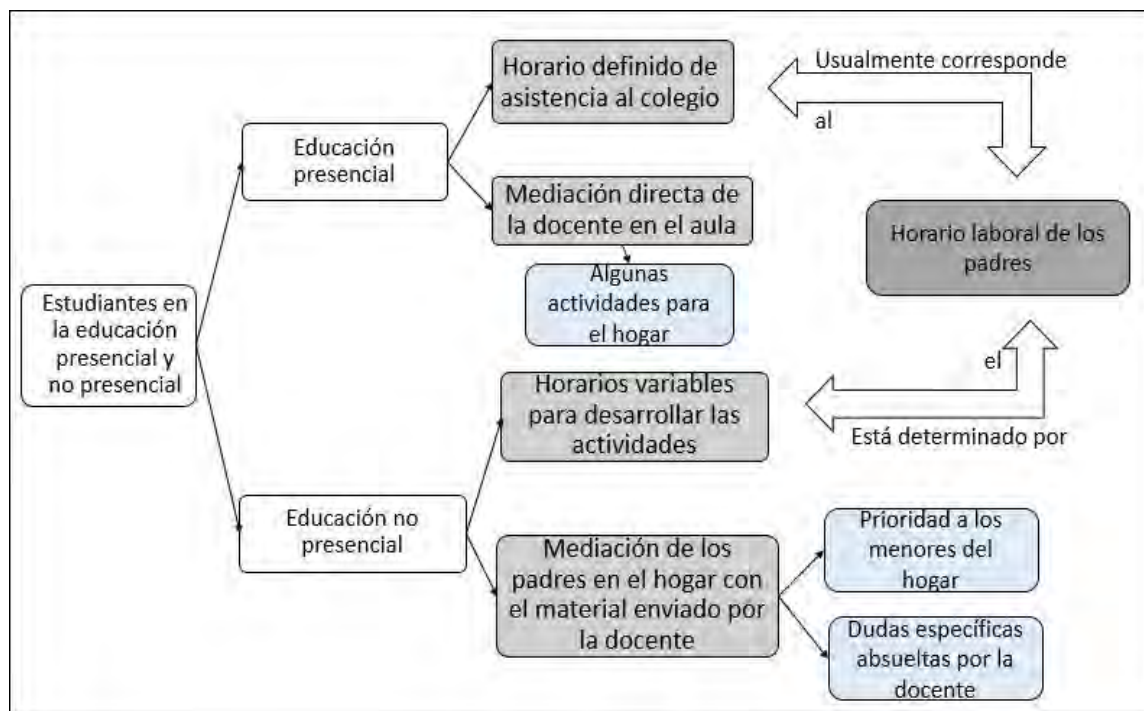 Estudiantes en
la educación
presencial y
no presencial
Educación
presencial
Horario definido de
asistencia al colegio
Mediación directa de
la docente en el aula
Algunas
actividades para
el hogar
Usualmente corresponde
al
Horario laboral de los
padres
el
Está determinado por
Educación no
presencial
Horarios variables
para desarrollar las
actividades
Mediación de los
padres en el hogar con
el material enviado por
la docente
Prioridad a los
menores del
hogar
Dudas específicas
absueltas por la
docente